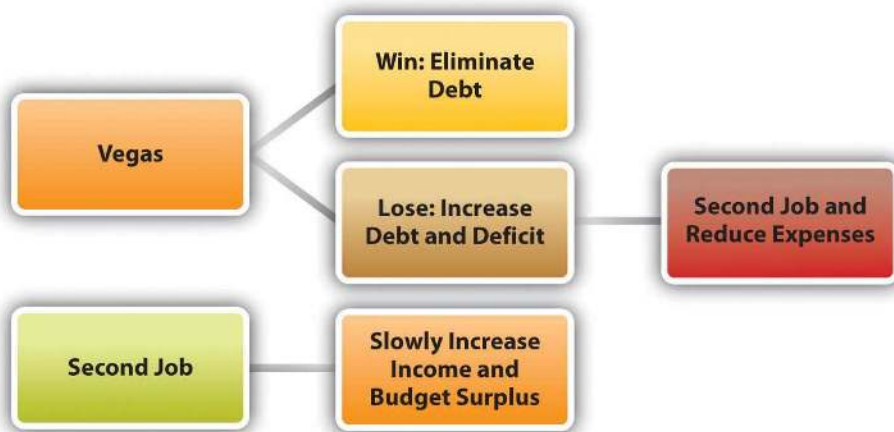 Win: Eliminate
Debt
Vegas
Lose: Increase
Debt and Deficit
Second Job and
Reduce Expenses
Second Job
Slowly Increase
Income and
Budget Surplus